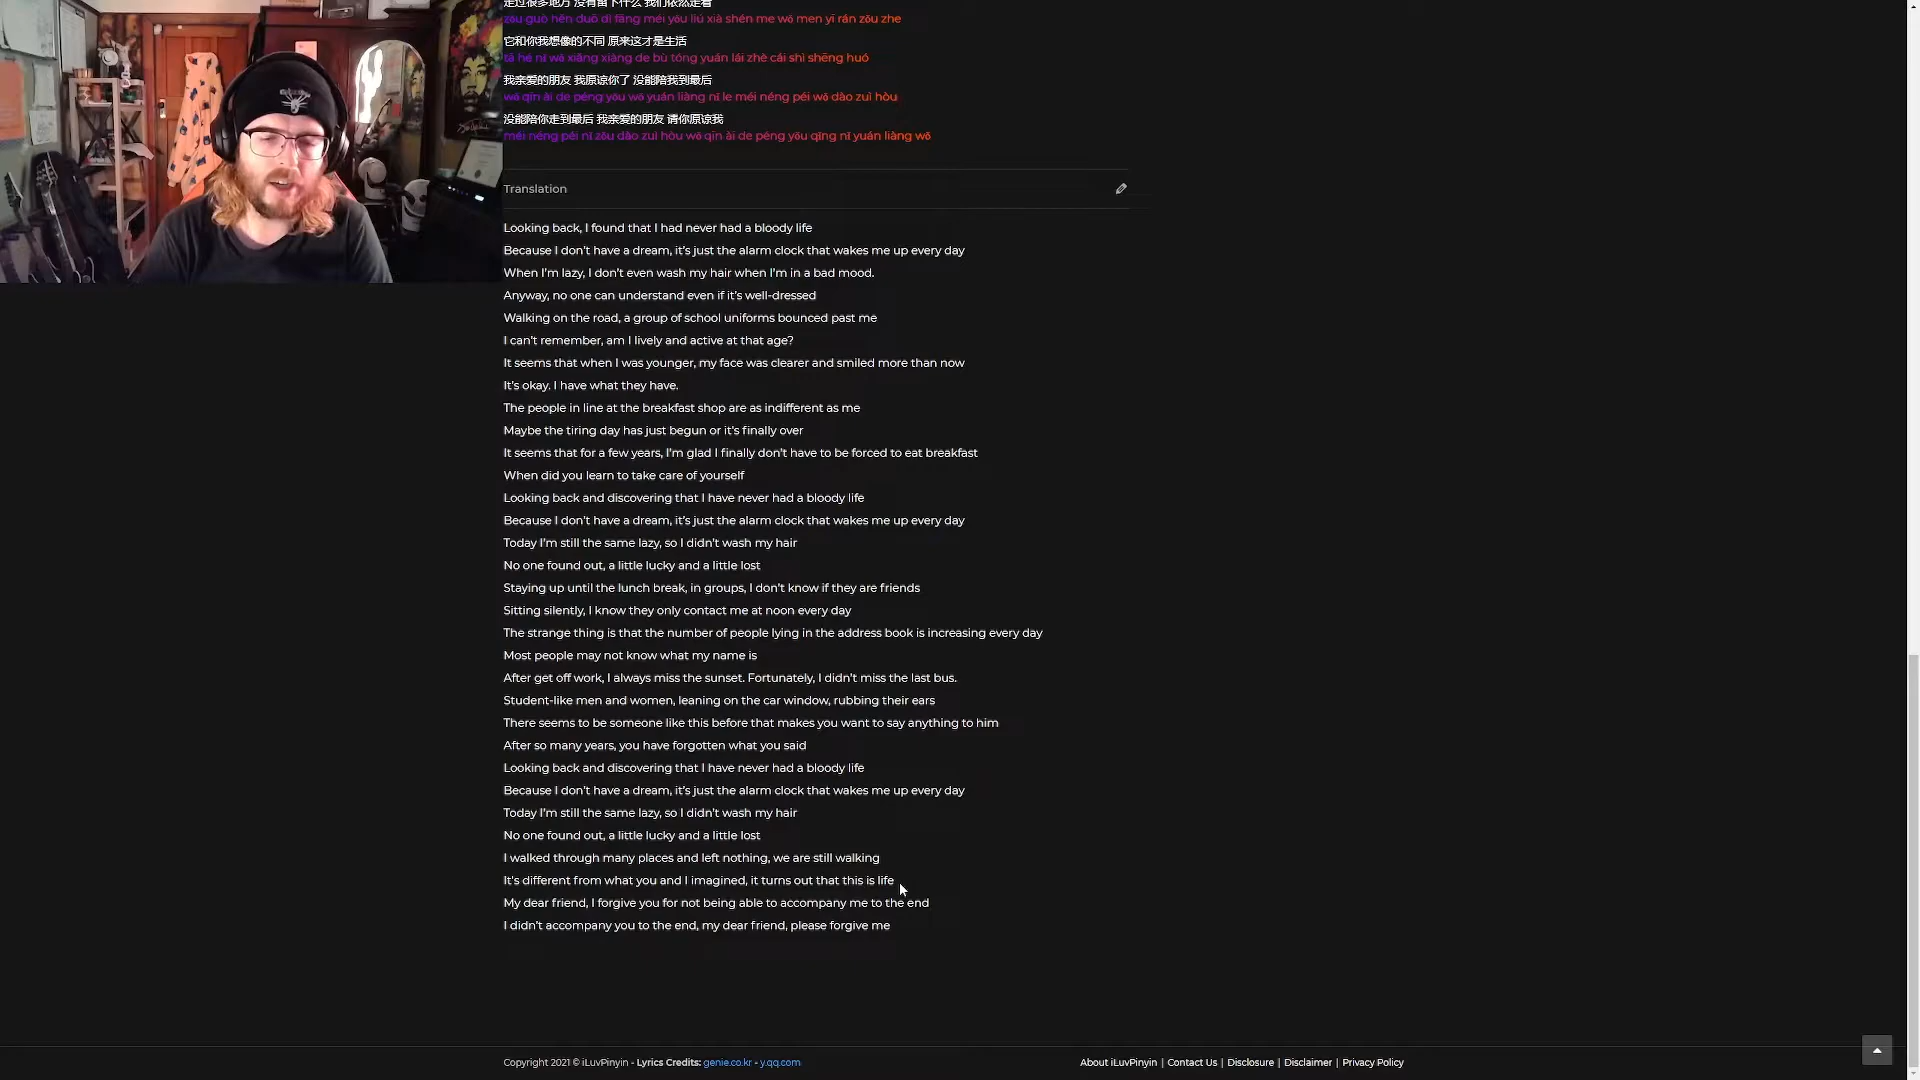 走过很多地方 没有留下什么 我们依然走着
zǒu guò hěn duō dì fāng méi yǒu liú xià shén me wǒ men yī rán zǒu zhe
它和你我想像的不同 原来这才是生活
tā hé nǐ wǒ xiǎng xiàng de bù tóng yuán lái zhè cái shì shēng huó
我亲爱的朋友 我原谅你了 没能陪我到最后
wǒ qīn ài de péng yǒu wǒ yuán liàng nǐ le méi néng péi wǒ dào zuì hòu
没能陪你走到最后 我亲爱的朋友 请你原谅我
méi néng péi nǐ zǒu dào zuì hòu wǒ qīn ài de péng yǒu qǐng nǐ yuán liàng wǒ
Translation
Looking back, I found that I had never had a bloody life
Because I don't have a dream, it's just the alarm clock that wakes me up every day
When I'm lazy, I don't even wash my hair when I'm in a bad mood.
Anyway, no one can understand even if it's well-dressed
Walking on the road, a group of school uniforms bounced past me
I can't remember, am I lively and active at that age?
It seems that when I was younger, my face was clearer and smiled more than now
It's okay. I have what they have.
The people in line at the breakfast shop are as indifferent as me
Maybe the tiring day has just begun or it's finally over
It seems that for a few years, I'm glad I finally don't have to be forced to eat breakfast
When did you learn to take care of yourself
Looking back and discovering that I have never had a bloody life
Because I don't have a dream, it's just the alarm clock that wakes me up every day
Today I'm still the same lazy, so I didn't wash my hair
No one found out, a little lucky and a little lost
Staying up until the lunch break, in groups, I don't know if they are friends
Sitting silently, I know they only contact me at noon every day
The strange thing is that the number of people lying in the address book is increasing every day
Most people may not know what my name is
After get off work, I always miss the sunset. Fortunately, I didn't miss the last bus.
Student-like men and women, leaning on the car window, rubbing their ears
There seems to be someone like this before that makes you want to say anything to him
After so many years, you have forgotten what you said
Looking back and discovering that I have never had a bloody life
Because I don't have a dream, it's just the alarm clock that wakes me up every day
Today I'm still the same lazy, so I didn't wash my hair
No one found out, a little lucky and a little lost
I walked through many places and left nothing, we are still walking
It's different from what you and I imagined, it turns out that this is life
My dear friend, I forgive you for not being able to accompany me to the end
I didn't accompany you to the end, my dear friend, please forgive me
Copyright 2021 © iLuvPinyin - Lyrics Credits: genie.co.kr - y.qq.com
About iLuvPinyin | Contact Us | Disclosure | Disclaimer | Privacy Policy